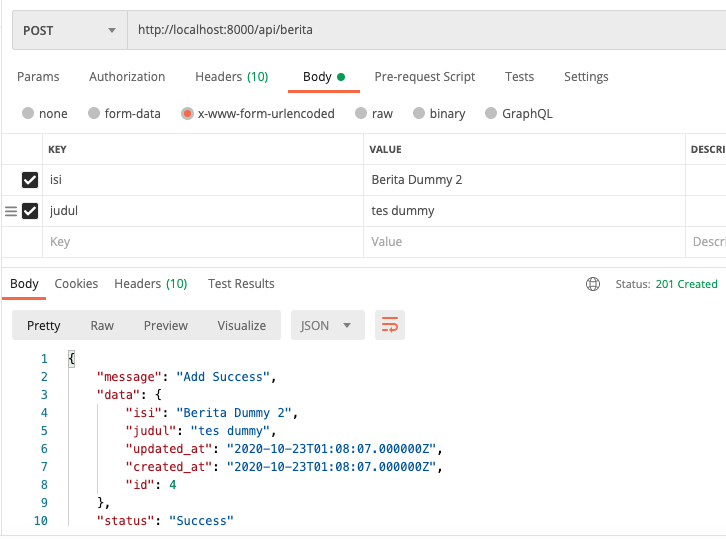 POST http://localhost:8000/api/berita
Params Authorization Headers (10) Body Pre-request Script Tests Settings
none form-data x-www-form-urlencoded raw binary GraphQL
KEY VALUE DESCRI
isi Berita Dummy 2
judul tes dummy
Key Value Descri
Body Cookies Headers (10) Test Results Status: 201 Created
Pretty Raw Preview Visualize JSON
1 {
2 "message": "Add Success",
3 "data": {
4 "isi": "Berita Dummy 2",
5 "judul": "tes dummy",
6 "updated_at": "2020-10-23T01:08:07.000000Z",
7 "created_at": "2020-10-23T01:08:07.000000Z",
8 "id": 4
9 },
10 "status": "Success"